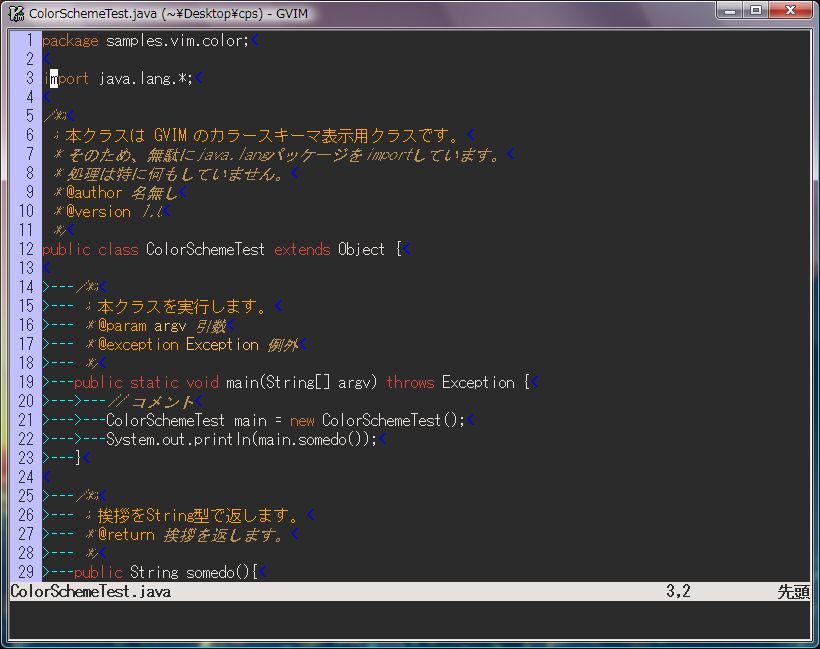 ColorSchemeTest.java (~¥Desktop¥cps) - GVIM
1 package samples.vim.color;<
2 <
3 import java.lang.*;<
4 <
5 /**<
6 * 本クラスは GVIM のカラースキーマ表示用クラスです。<
7 * そのため、無駄にjava.langパッケージをimportしています。<
8 * 処理は特に何もしていません。<
9 * @author 名無し<
10 * @version 1.0<
11 */<
12 public class ColorSchemeTest extends Object {<
13 <
14 >---/**<
15 >--- * 本クラスを実行します。<
16 >--- * @param argv 引数<
17 >--- * @exception Exception 例外<
18 >--- */<
19 >---public static void main(String[] argv) throws Exception {<
20 >--->---// コメント<
21 >--->---ColorSchemeTest main = new ColorSchemeTest();<
22 >--->---System.out.println(main.somedo());<
23 >---}<
24 <
25 >---/**<
26 >--- * 挨拶をString型で返します。<
27 >--- * @return 挨拶を返します。<
28 >--- */<
29 >---public String somedo(){<
ColorSchemeTest.java 3,2 先頭